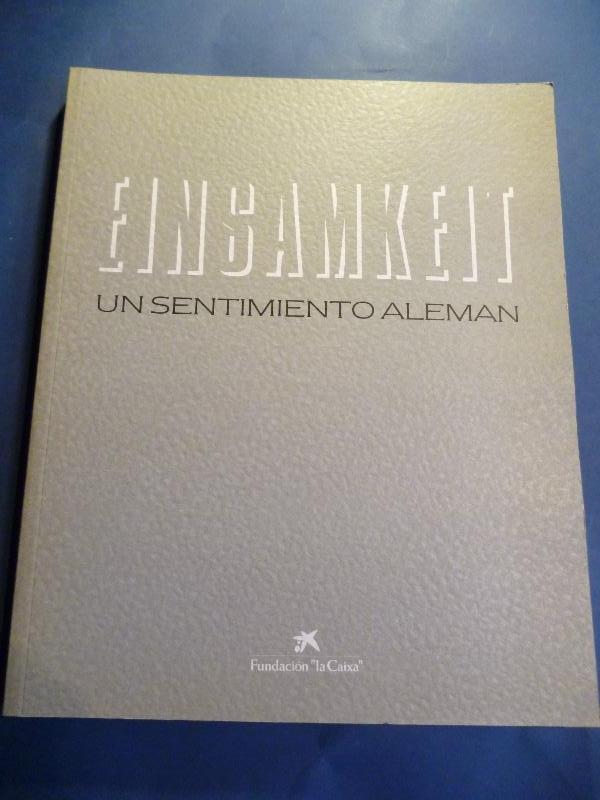 EINSAMKEIT
UN SENTIMIENTO ALEMAN
Fundación "la Caixa"